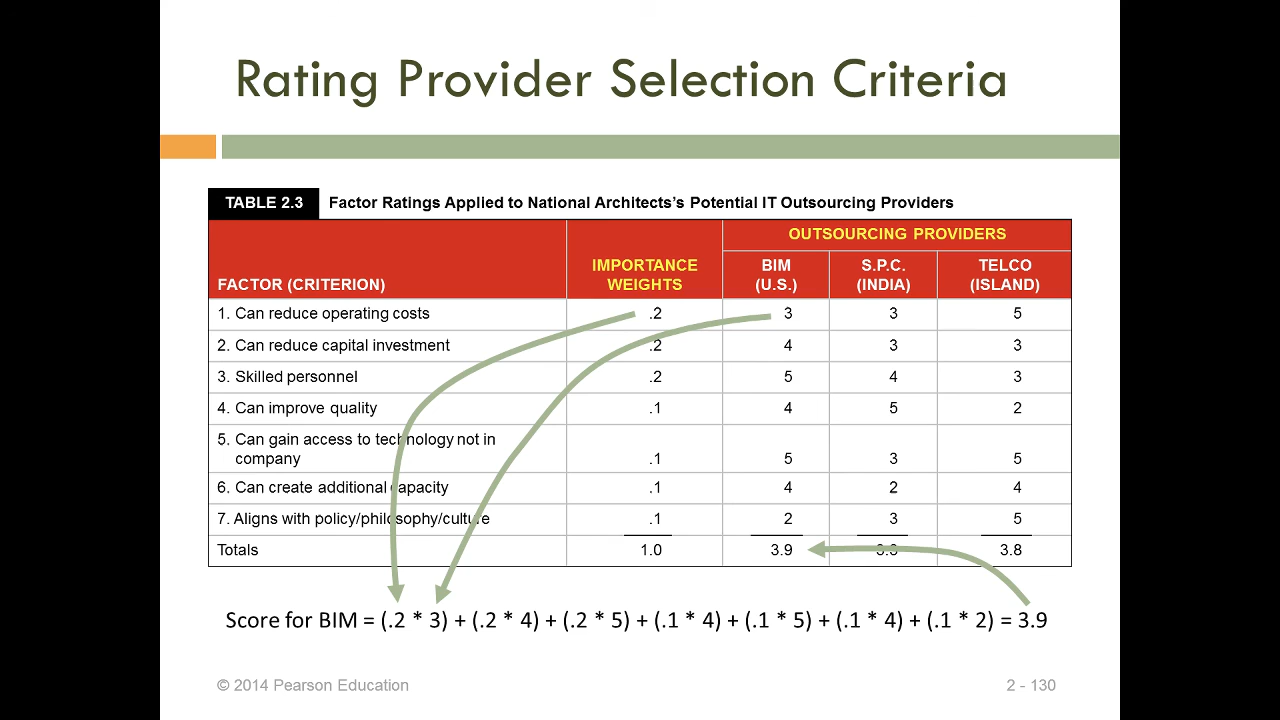 Rating Provider Selection Criteria
TABLE 2.3 Factor Ratings Applied to National Architects's Potential IT Outsourcing Providers
OUTSOURCING PROVIDERS
FACTOR (CRITERION) IMPORTANCE WEIGHTS BIM (U.S.) S.P.C. (INDIA) TELCO (ISLAND)
1. Can reduce operating costs .2 3 3 5
2. Can reduce capital investment .2 4 3 3
3. Skilled personnel .2 5 4 3
4. Can improve quality .1 4 5 2
5. Can gain access to technology not in
company .1 5 3 5
6. Can create additional capacity .1 4 2 4
7. Aligns with policy/philosophy/culture .1 2 3 5
Totals 1.0 3.9 3.3 3.8
Score for BIM = (.2 * 3) + (.2 * 4) + (.2 * 5) + (.1 * 4) + (.1 * 5) + (.1 * 4) + (.1 * 2) = 3.9
© 2014 Pearson Education 2 - 130